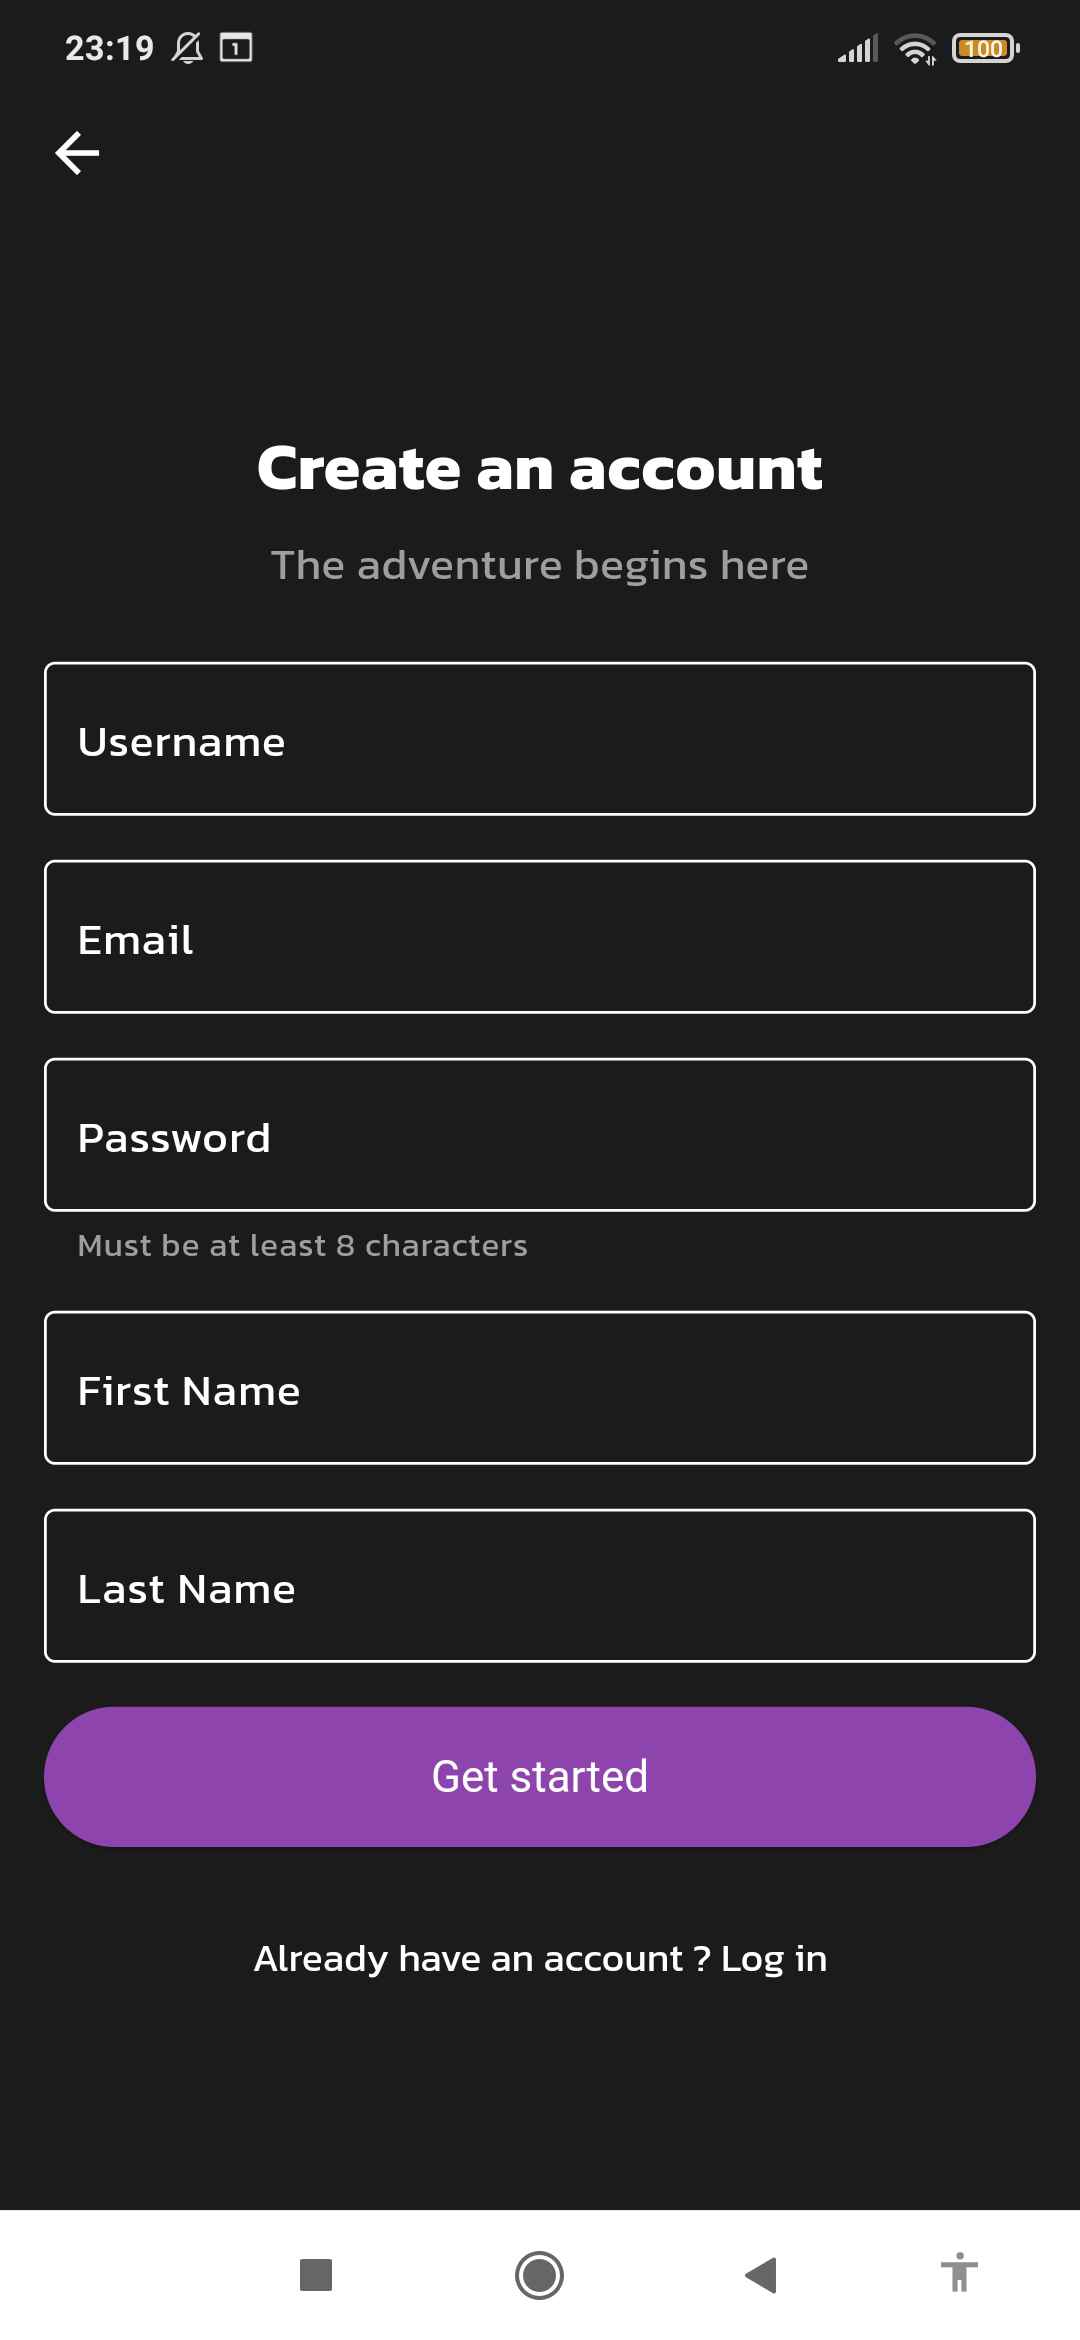 23:19 1 100
Create an account
The adventure begins here
Username
Email
Password
Must be at least 8 characters
First Name
Last Name
Get started
Already have an account ? Log in